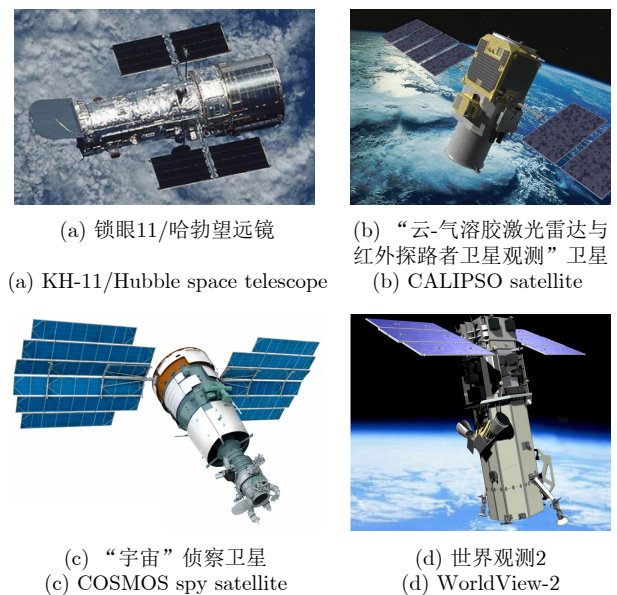 (a) 锁眼11/哈勃望远镜
(a) KH-11/Hubble space telescope
(b) “云-气溶胶激光雷达与
红外探路者卫星观测”卫星
(b) CALIPSO satellite
(c) “宇宙”侦察卫星
(c) COSMOS spy satellite
(d) 世界观测2
(d) WorldView-2